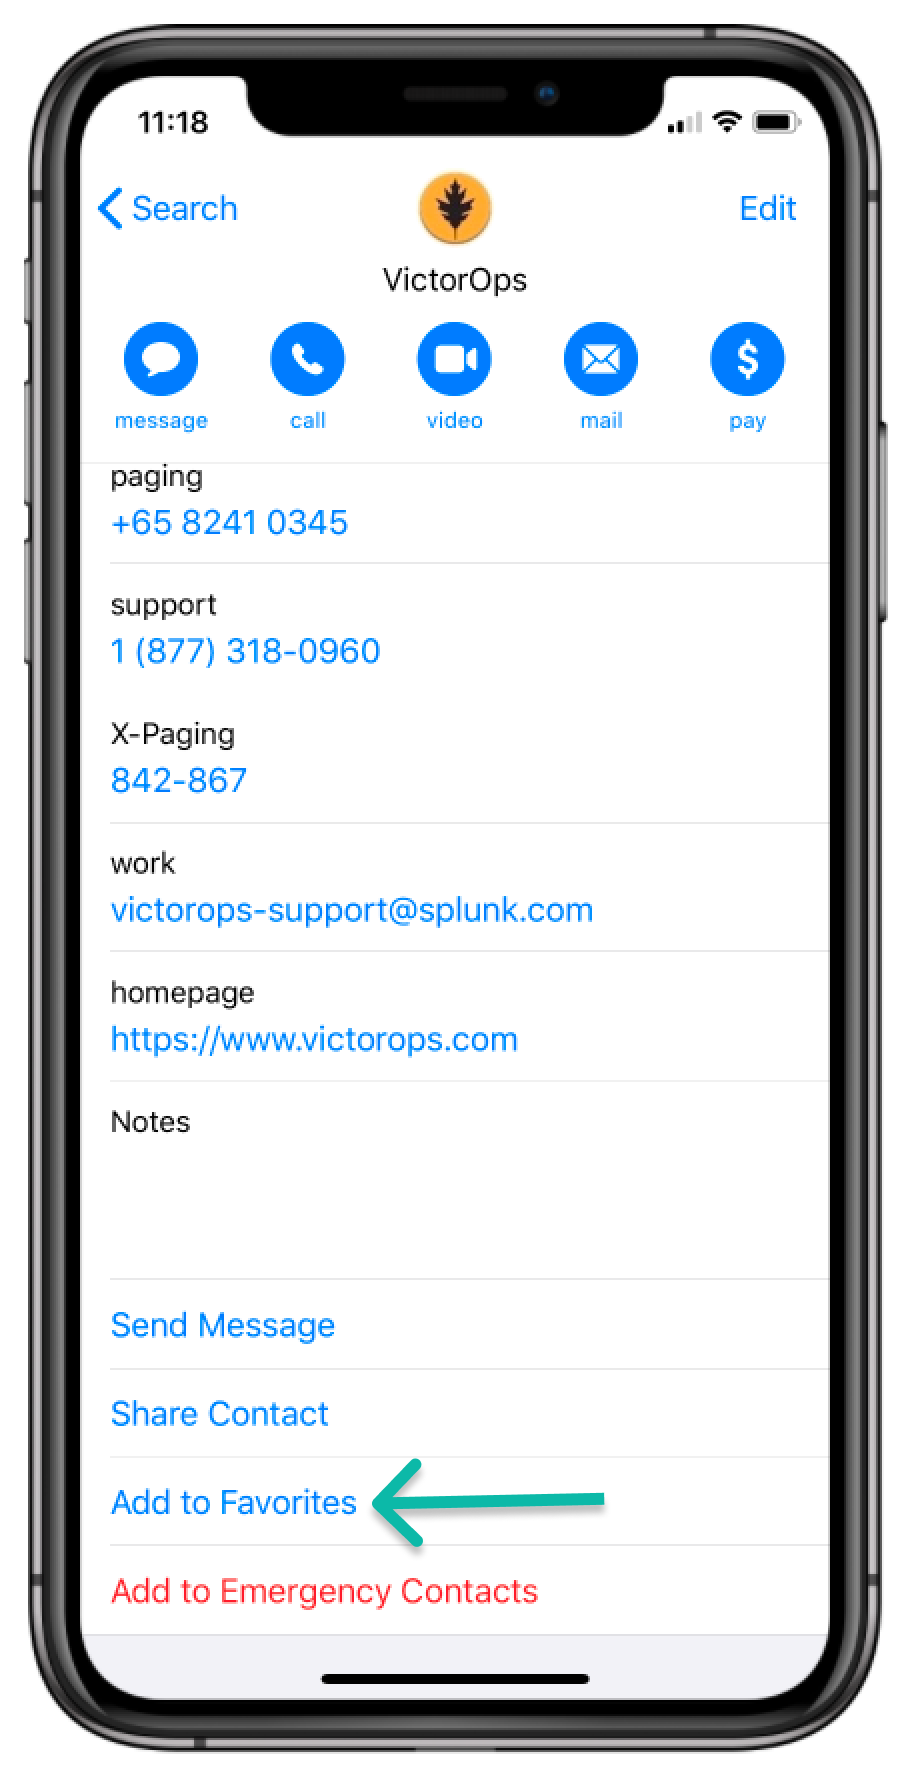 11:18
Search
Edit
VictorOps
message call video mail pay
paging
+65 8241 0345
support
1 (877) 318-0960
X-Paging
842-867
work
victorops-support@splunk.com
homepage
https://www.victorops.com
Notes
Send Message
Share Contact
Add to Favorites
Add to Emergency Contacts